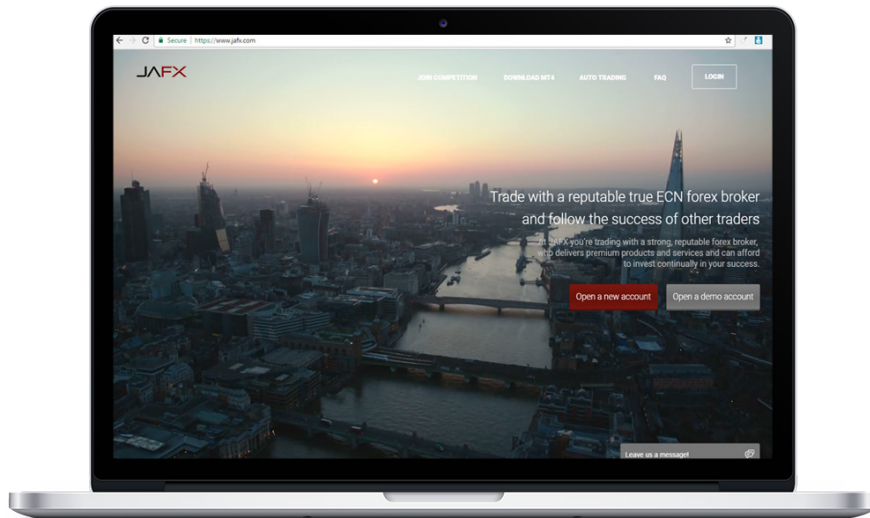 Secure | https://www.jafx.com
JAFX
JOIN COMPETITION DOWNLOAD MT4 AUTO TRADING FAQ LOGIN
Trade with a reputable true ECN forex broker
and follow the success of other traders
At JAFX you're trading with a strong, reputable forex broker,
who delivers premium products and services and can afford
to invest continually in your success.
Open a new account Open a demo account
Leave us a message!